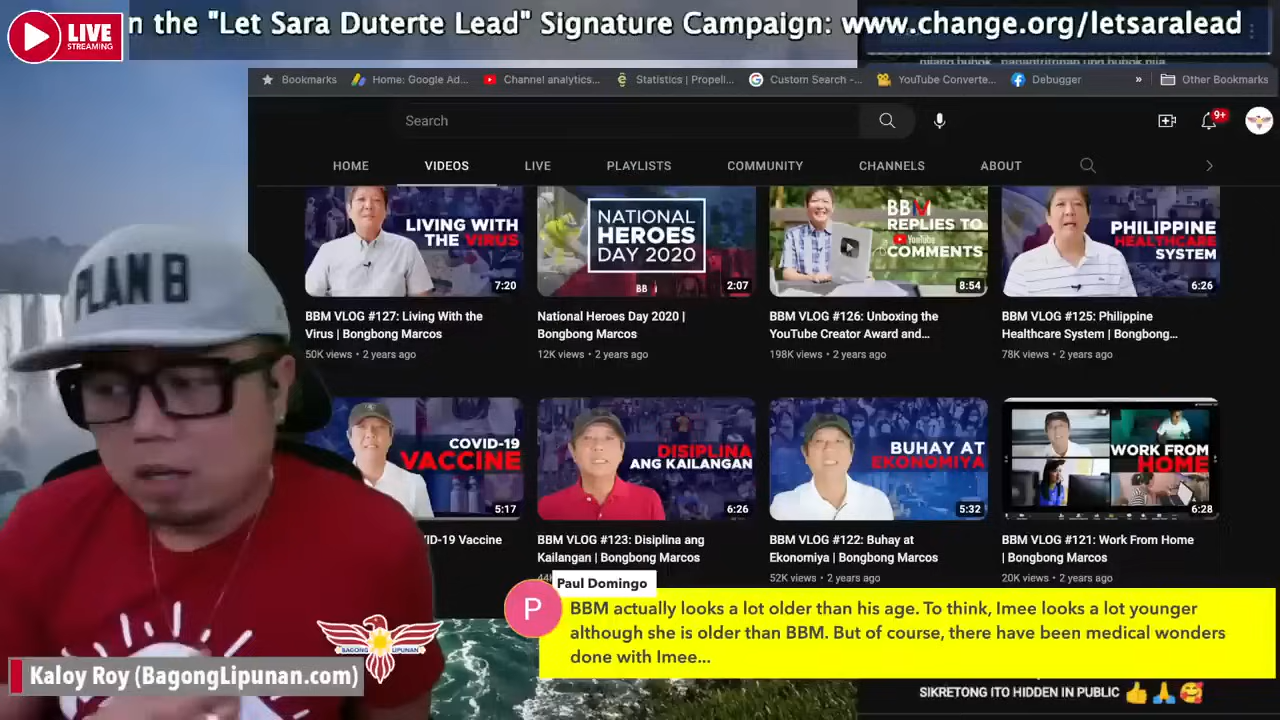 LIVE
STREAMING
n the "Let Sara Duterte Lead" Signature Campaign: www.change.org/letsaralead
Bookmarks
Home: Google Ad...
Channel analytics...
Statistics | Propeli...
Custom Search -...
YouTube Converte...
Debugger
»
Other Bookmarks
Search
9+
HOME
VIDEOS
LIVE
PLAYLISTS
COMMUNITY
CHANNELS
ABOUT
LIVING WITH
THE VIRUS
7:20
NATIONAL
HEROES
DAY 2020
BB
2:07
BBM
REPLIES TO
YouTube
COMMENTS
8:54
PHILIPPINE
HEALTHCARE
SYSTEM
6:26
BBM VLOG #127: Living With the
Virus | Bongbong Marcos
50K views • 2 years ago
National Heroes Day 2020 |
Bongbong Marcos
12K views • 2 years ago
BBM VLOG #126: Unboxing the
YouTube Creator Award and...
198K views • 2 years ago
BBM VLOG #125: Philippine
Healthcare System | Bongbong...
78K views • 2 years ago
PLAN B
COVID-19
VACCINE
5:17
DISIPLINA
ANG KAILANGAN
6:26
BUHAY AT
EKONOMIYA
5:32
WORK FROM
HOME
6:28
VID-19 Vaccine
BBM VLOG #123: Disiplina ang
Kailangan | Bongbong Marcos
BBM VLOG #122: Buhay at
Ekonomiya | Bongbong Marcos
52K views • 2 years ago
BBM VLOG #121: Work From Home
| Bongbong Marcos
20K views • 2 years ago
Paul Domingo
P
BBM actually looks a lot older than his age. To think, Imee looks a lot younger
although she is older than BBM. But of course, there have been medical wonders
done with Imee...
BAGONG LIPUNAN
Kaloy Roy (BagongLipunan.com)
SIKRETONG ITO HIDDEN IN PUBLIC 👍🙏🥰